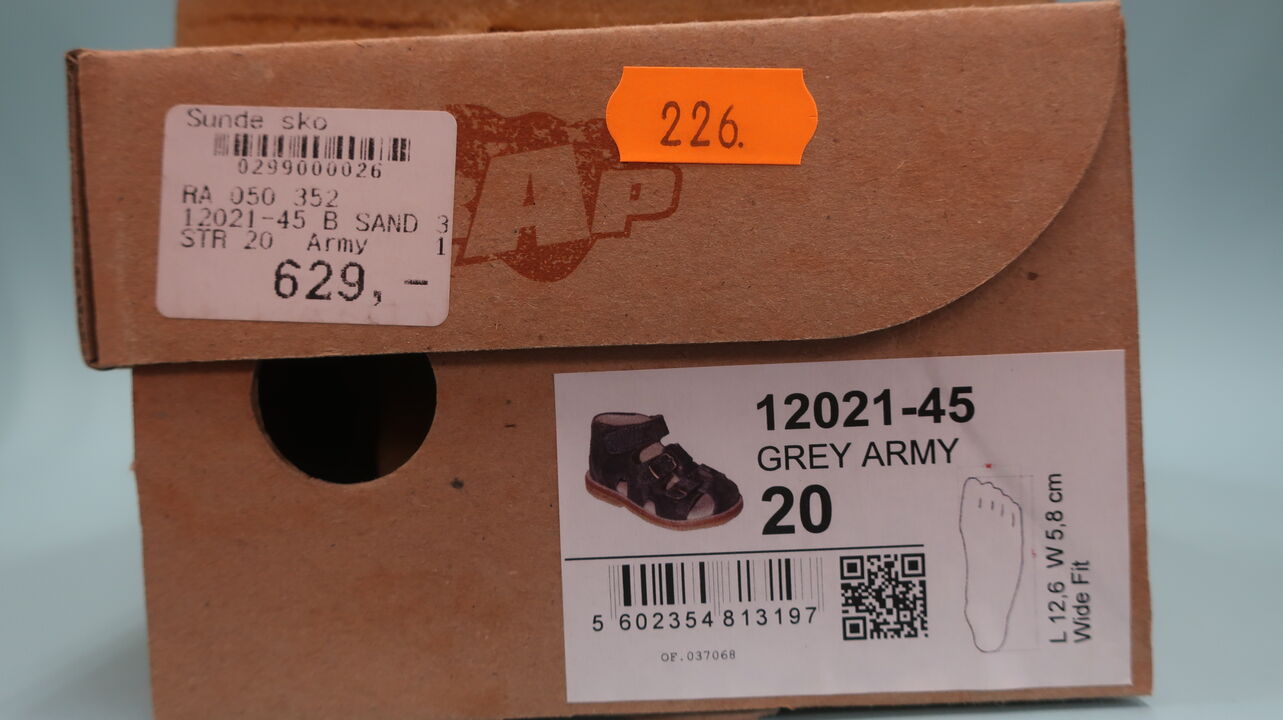 Sunde sko
0299000026
RA 050 352
12021-45 B SAND 3
STR 20 Army 1
629,-
226.
RAP
12021-45
GREY ARMY
20
5 602354 813197
OF.037068
L 12,6 W 5,8 cm
Wide Fit